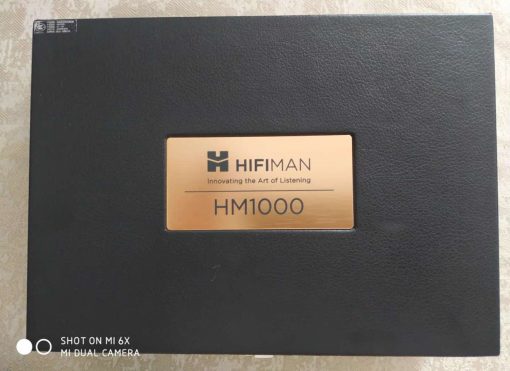 HIFIMAN
Innovating the Art of Listening
HM1000
SHOT ON MI 6X
MI DUAL CAMERA